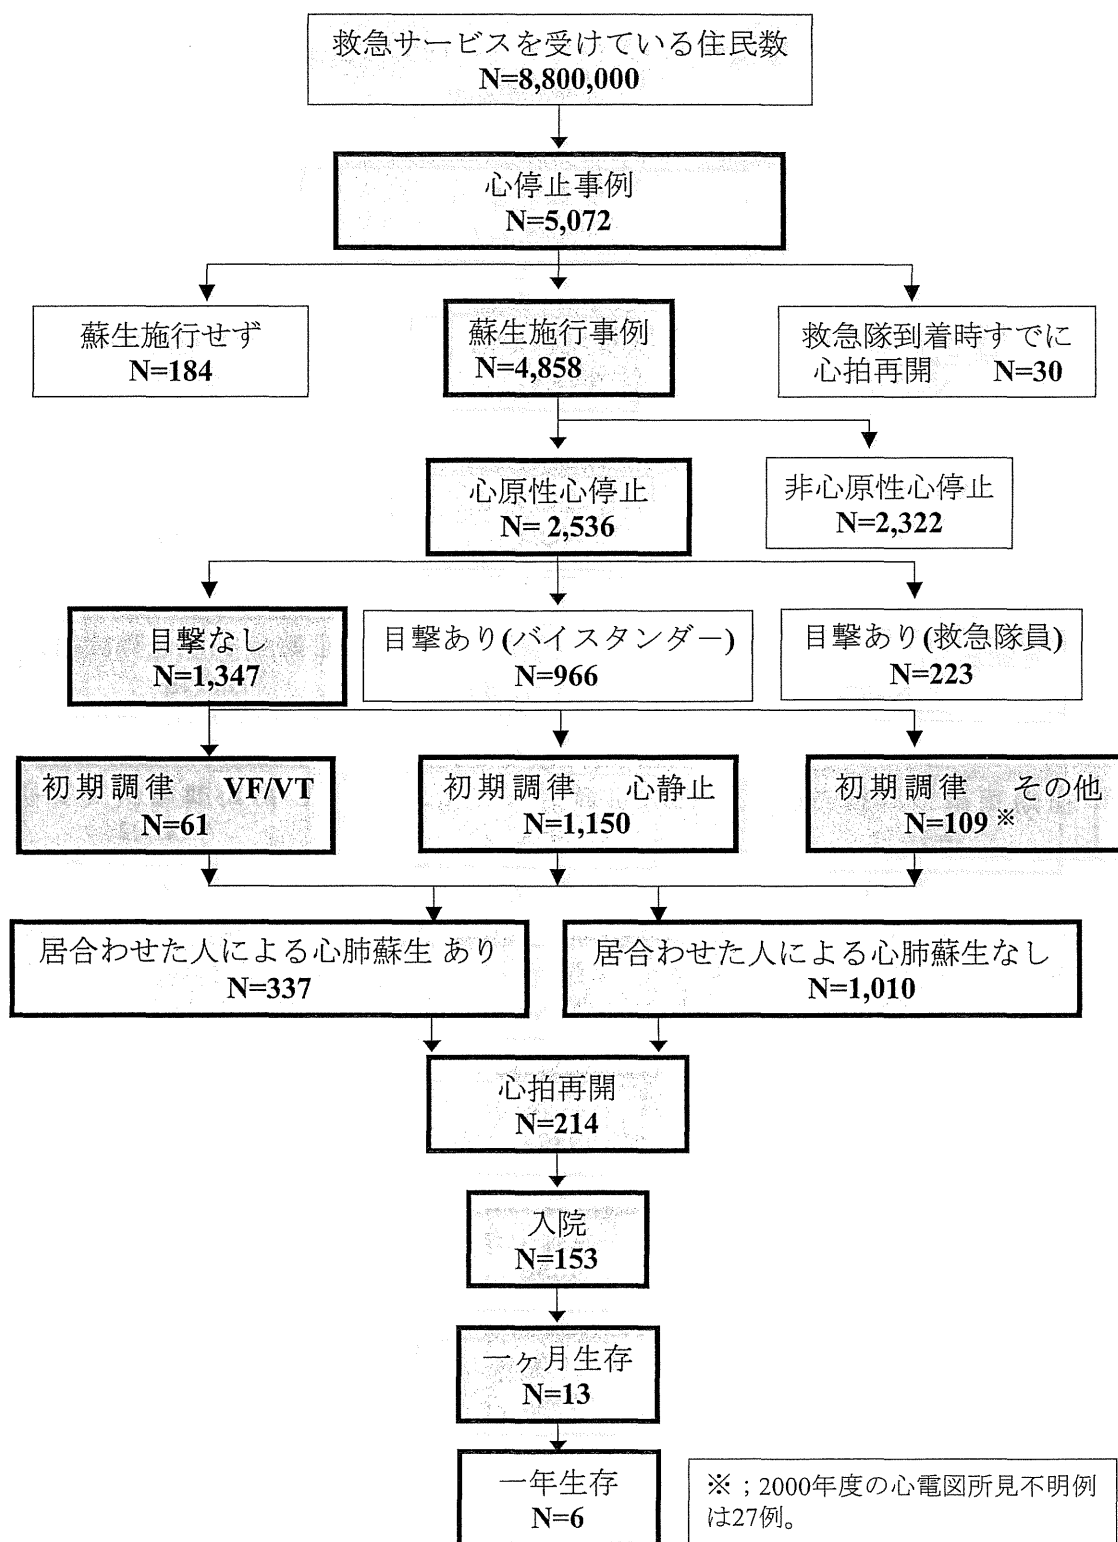 救急サービスを受けている住民数
N=8,800,000
心停止事例
N=5,072
蘇生施行せず
N=184
蘇生施行事例
N=4,858
救急隊到着時すでに
心拍再開 N=30
心原性心停止
N= 2,536
非心原性心停止
N=2,322
目撃なし
N=1,347
目撃あり(バイスタンダー)
N=966
目撃あり(救急隊員)
N=223
初期調律 VF/VT
N=61
初期調律 心静止
N=1,150
初期調律 その他
N=109 ※
居合わせた人による心肺蘇生 あり
N=337
居合わせた人による心肺蘇生なし
N=1,010
心拍再開
N=214
入院
N=153
一ヶ月生存
N=13
一年生存
N=6
※；2000年度の心電図所見不明例
は27例。